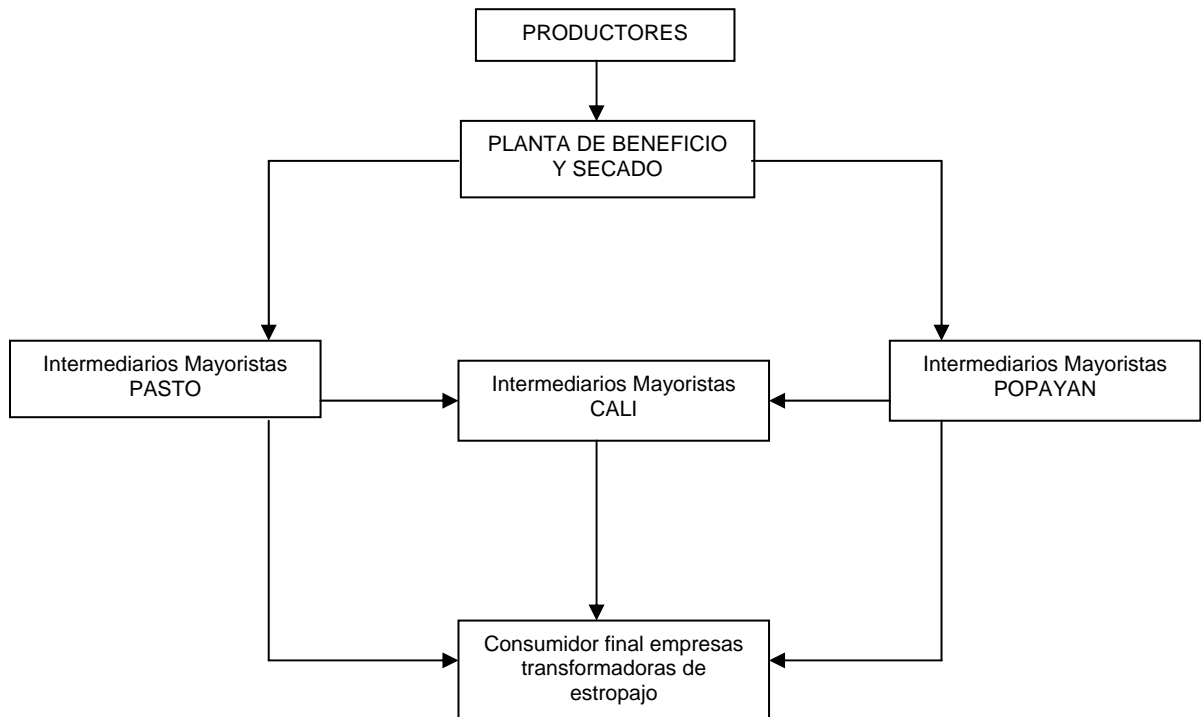 PRODUCTORES
PLANTA DE BENEFICIO
Y SECADO
Intermediarios Mayoristas
PASTO
Intermediarios Mayoristas
CALI
Intermediarios Mayoristas
POPAYAN
Consumidor final empresas
transformadoras de
estropajo